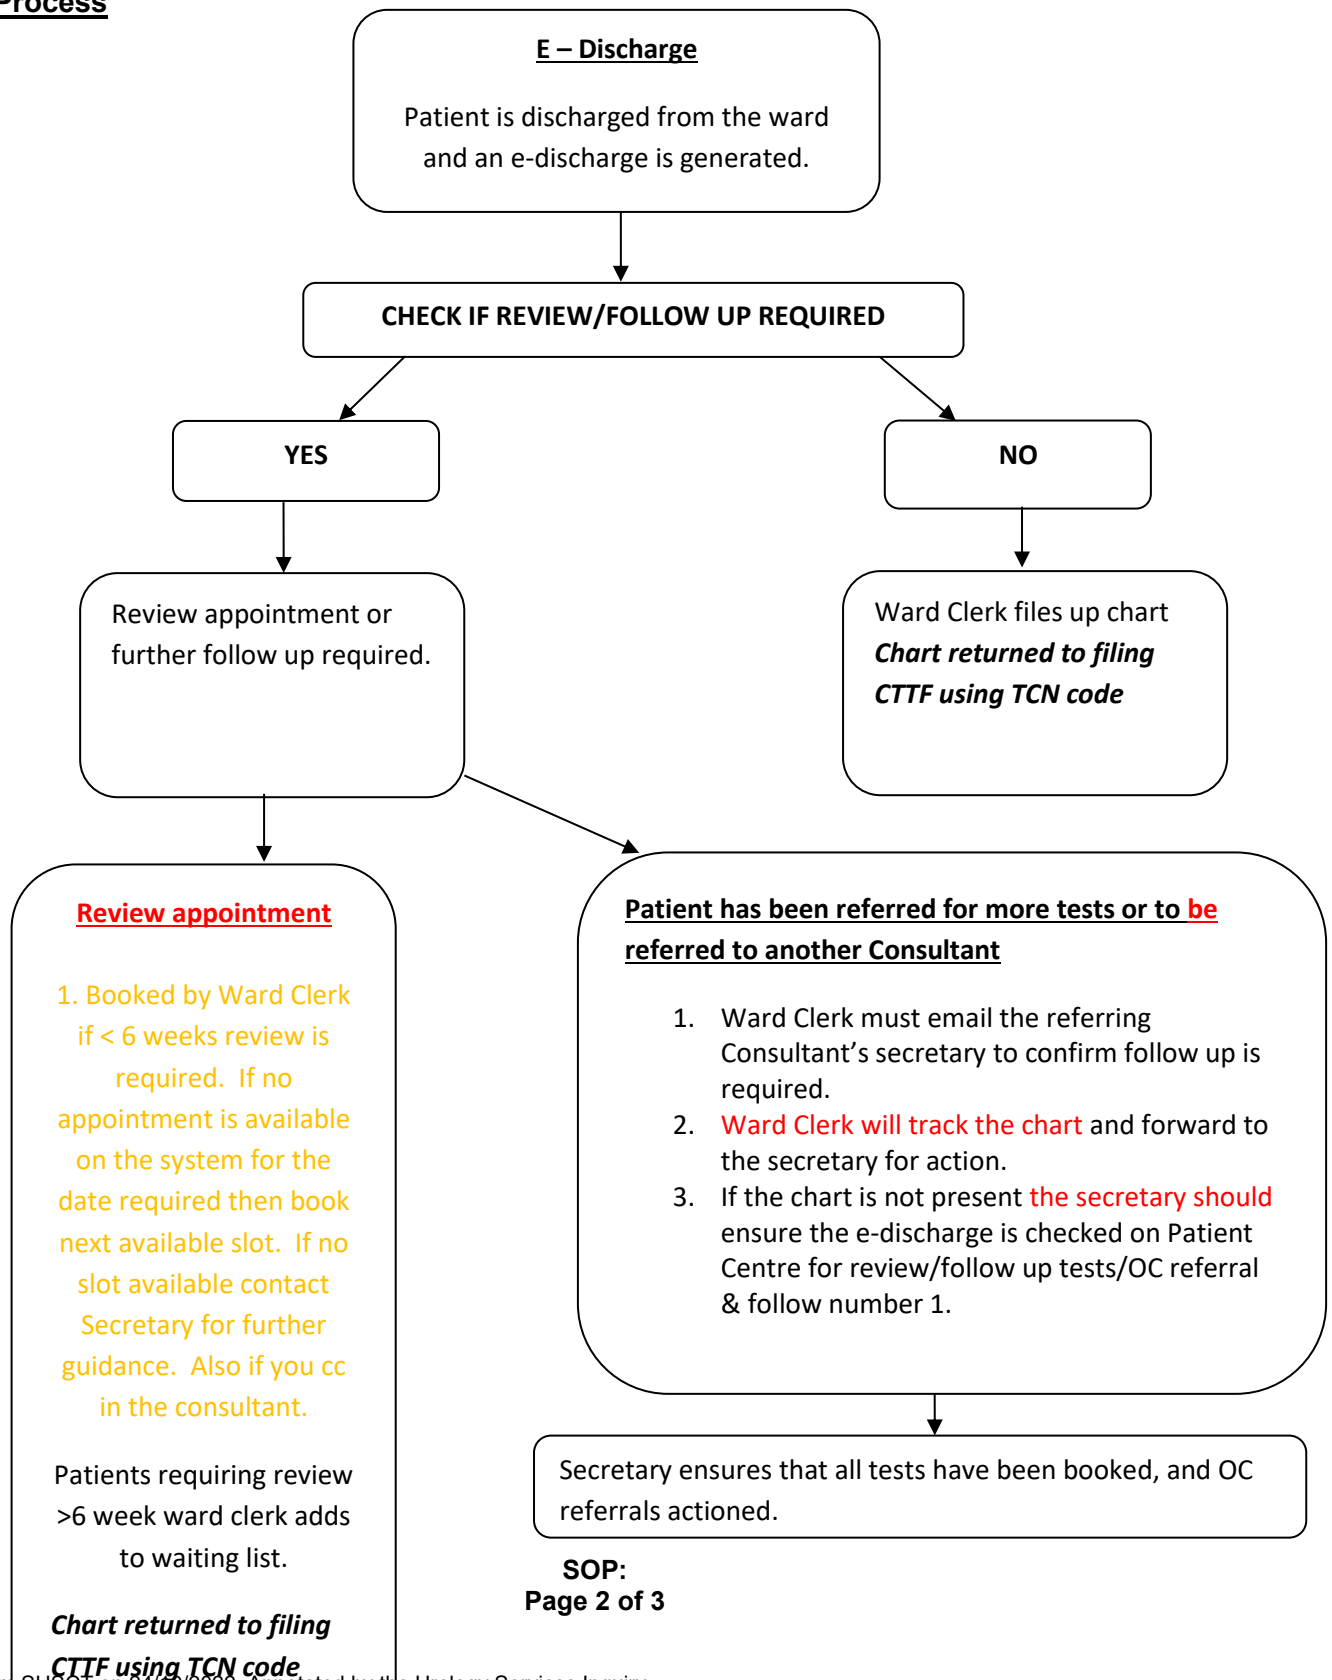 Process
E – Discharge
Patient is discharged from the ward
and an e-discharge is generated.
CHECK IF REVIEW/FOLLOW UP REQUIRED
YES
NO
Review appointment or
further follow up required.
Ward Clerk files up chart
Chart returned to filing
CTTF using TCN code
Review appointment
1. Booked by Ward Clerk
if < 6 weeks review is
required. If no
appointment is available
on the system for the
date required then book
next available slot. If no
slot available contact
Secretary for further
guidance. Also if you cc
in the consultant.
Patients requiring review
>6 week ward clerk adds
to waiting list.
Chart returned to filing
CTTF using TCN code
Patient has been referred for more tests or to be
referred to another Consultant
1. Ward Clerk must email the referring
Consultant’s secretary to confirm follow up is
required.
2. Ward Clerk will track the chart and forward to
the secretary for action.
3. If the chart is not present the secretary should
ensure the e-discharge is checked on Patient
Centre for review/follow up tests/OC referral
& follow number 1.
Secretary ensures that all tests have been booked, and OC
referrals actioned.
SOP:
Page 2 of 3